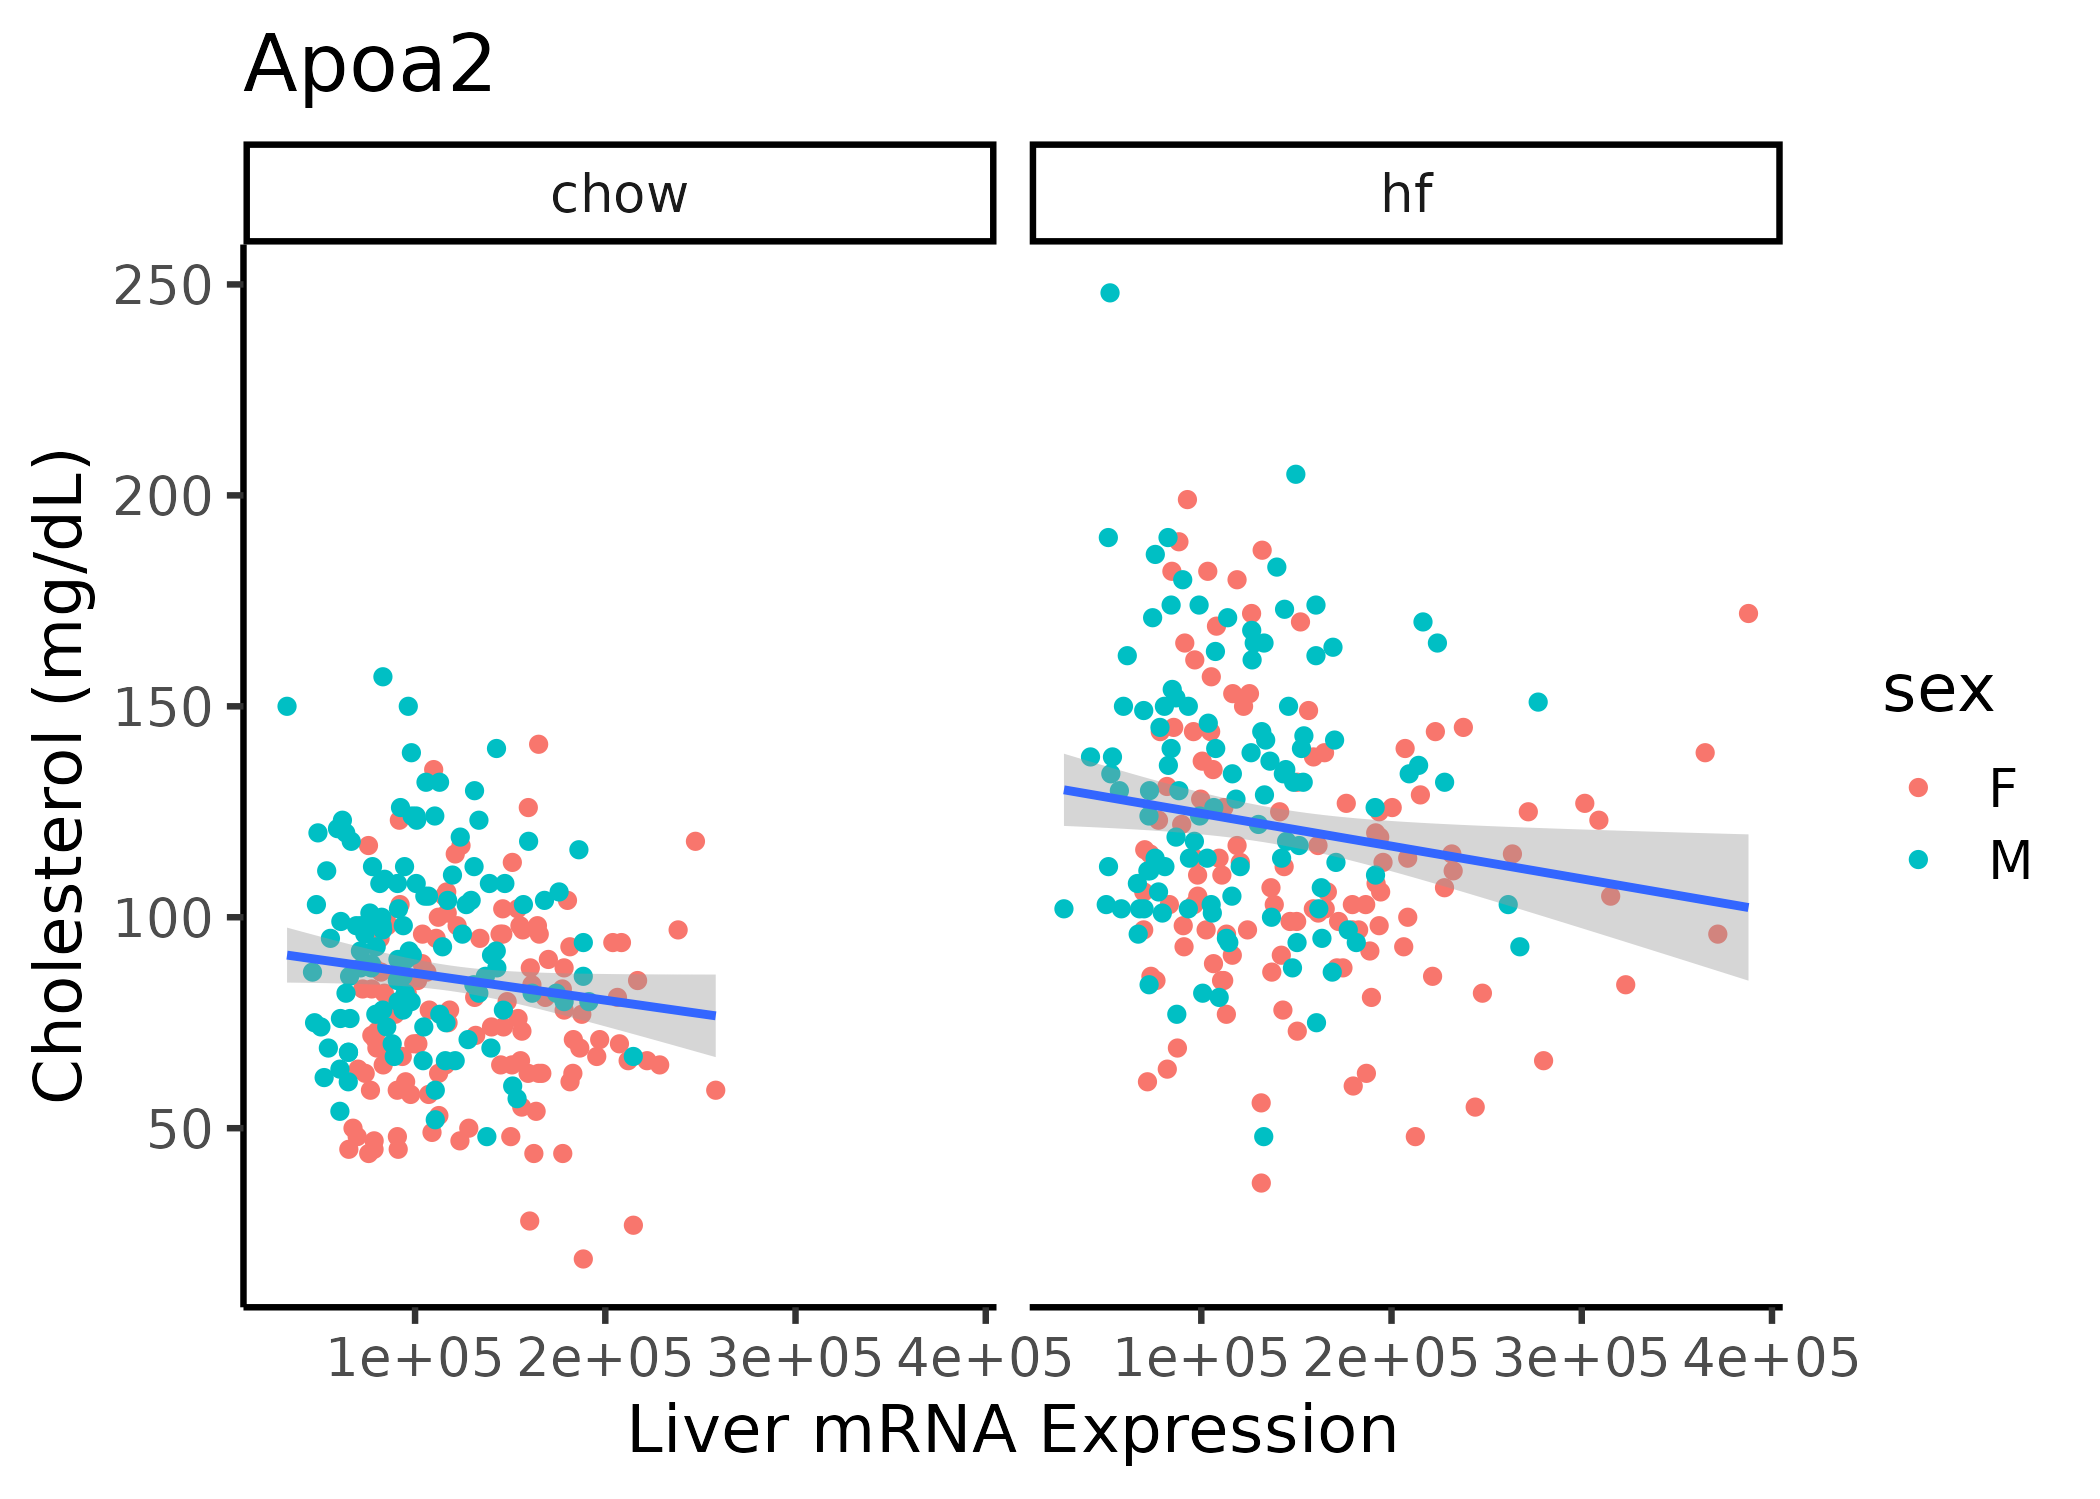 Apoa2
chow
hf
250
200
150
100
50
Cholesterol (mg/dL)
1e+05 2e+05 3e+05 4e+05 1e+05 2e+05 3e+05 4e+05
Liver mRNA Expression
sex
F
M